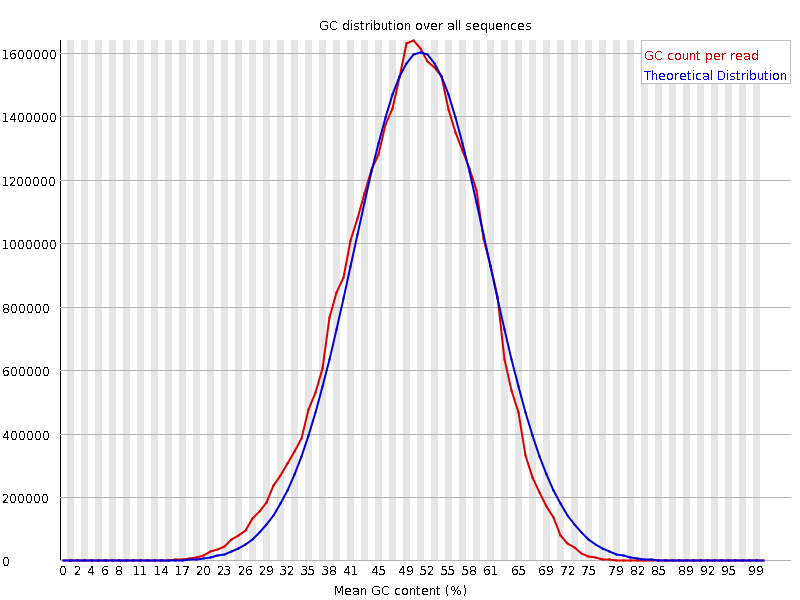 GC distribution over all sequences
GC count per read
Theoretical Distribution
1600000
1400000
1200000
1000000
800000
600000
400000
200000
0
0 2 4 6 8 11 14 17 20 23 26 29 32 35 38 41 45 49 52 55 58 61 65 69 72 75 79 82 85 89 92 95 99
Mean GC content (%)